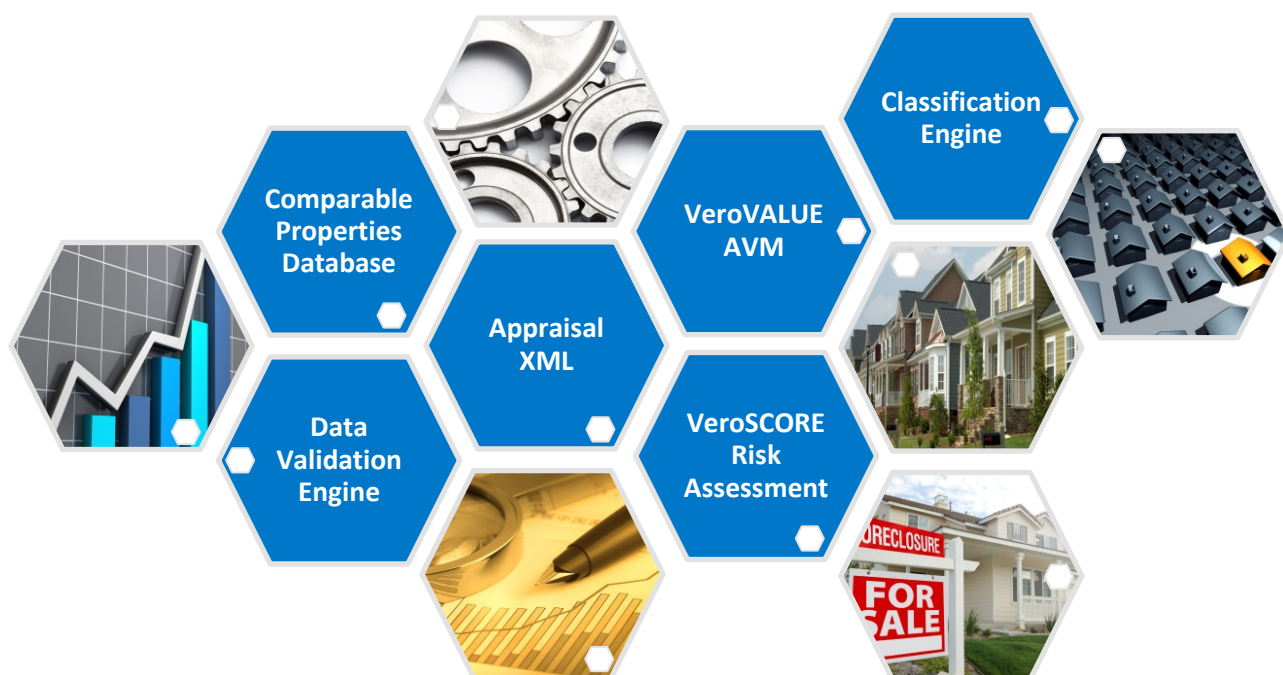 Classification
Engine
Comparable
Properties
Database
VeroVALUE
AVM
Appraisal
XML
Data
Validation
Engine
VeroSCORE
Risk
Assessment
ORECLOSURE
FOR
SALE